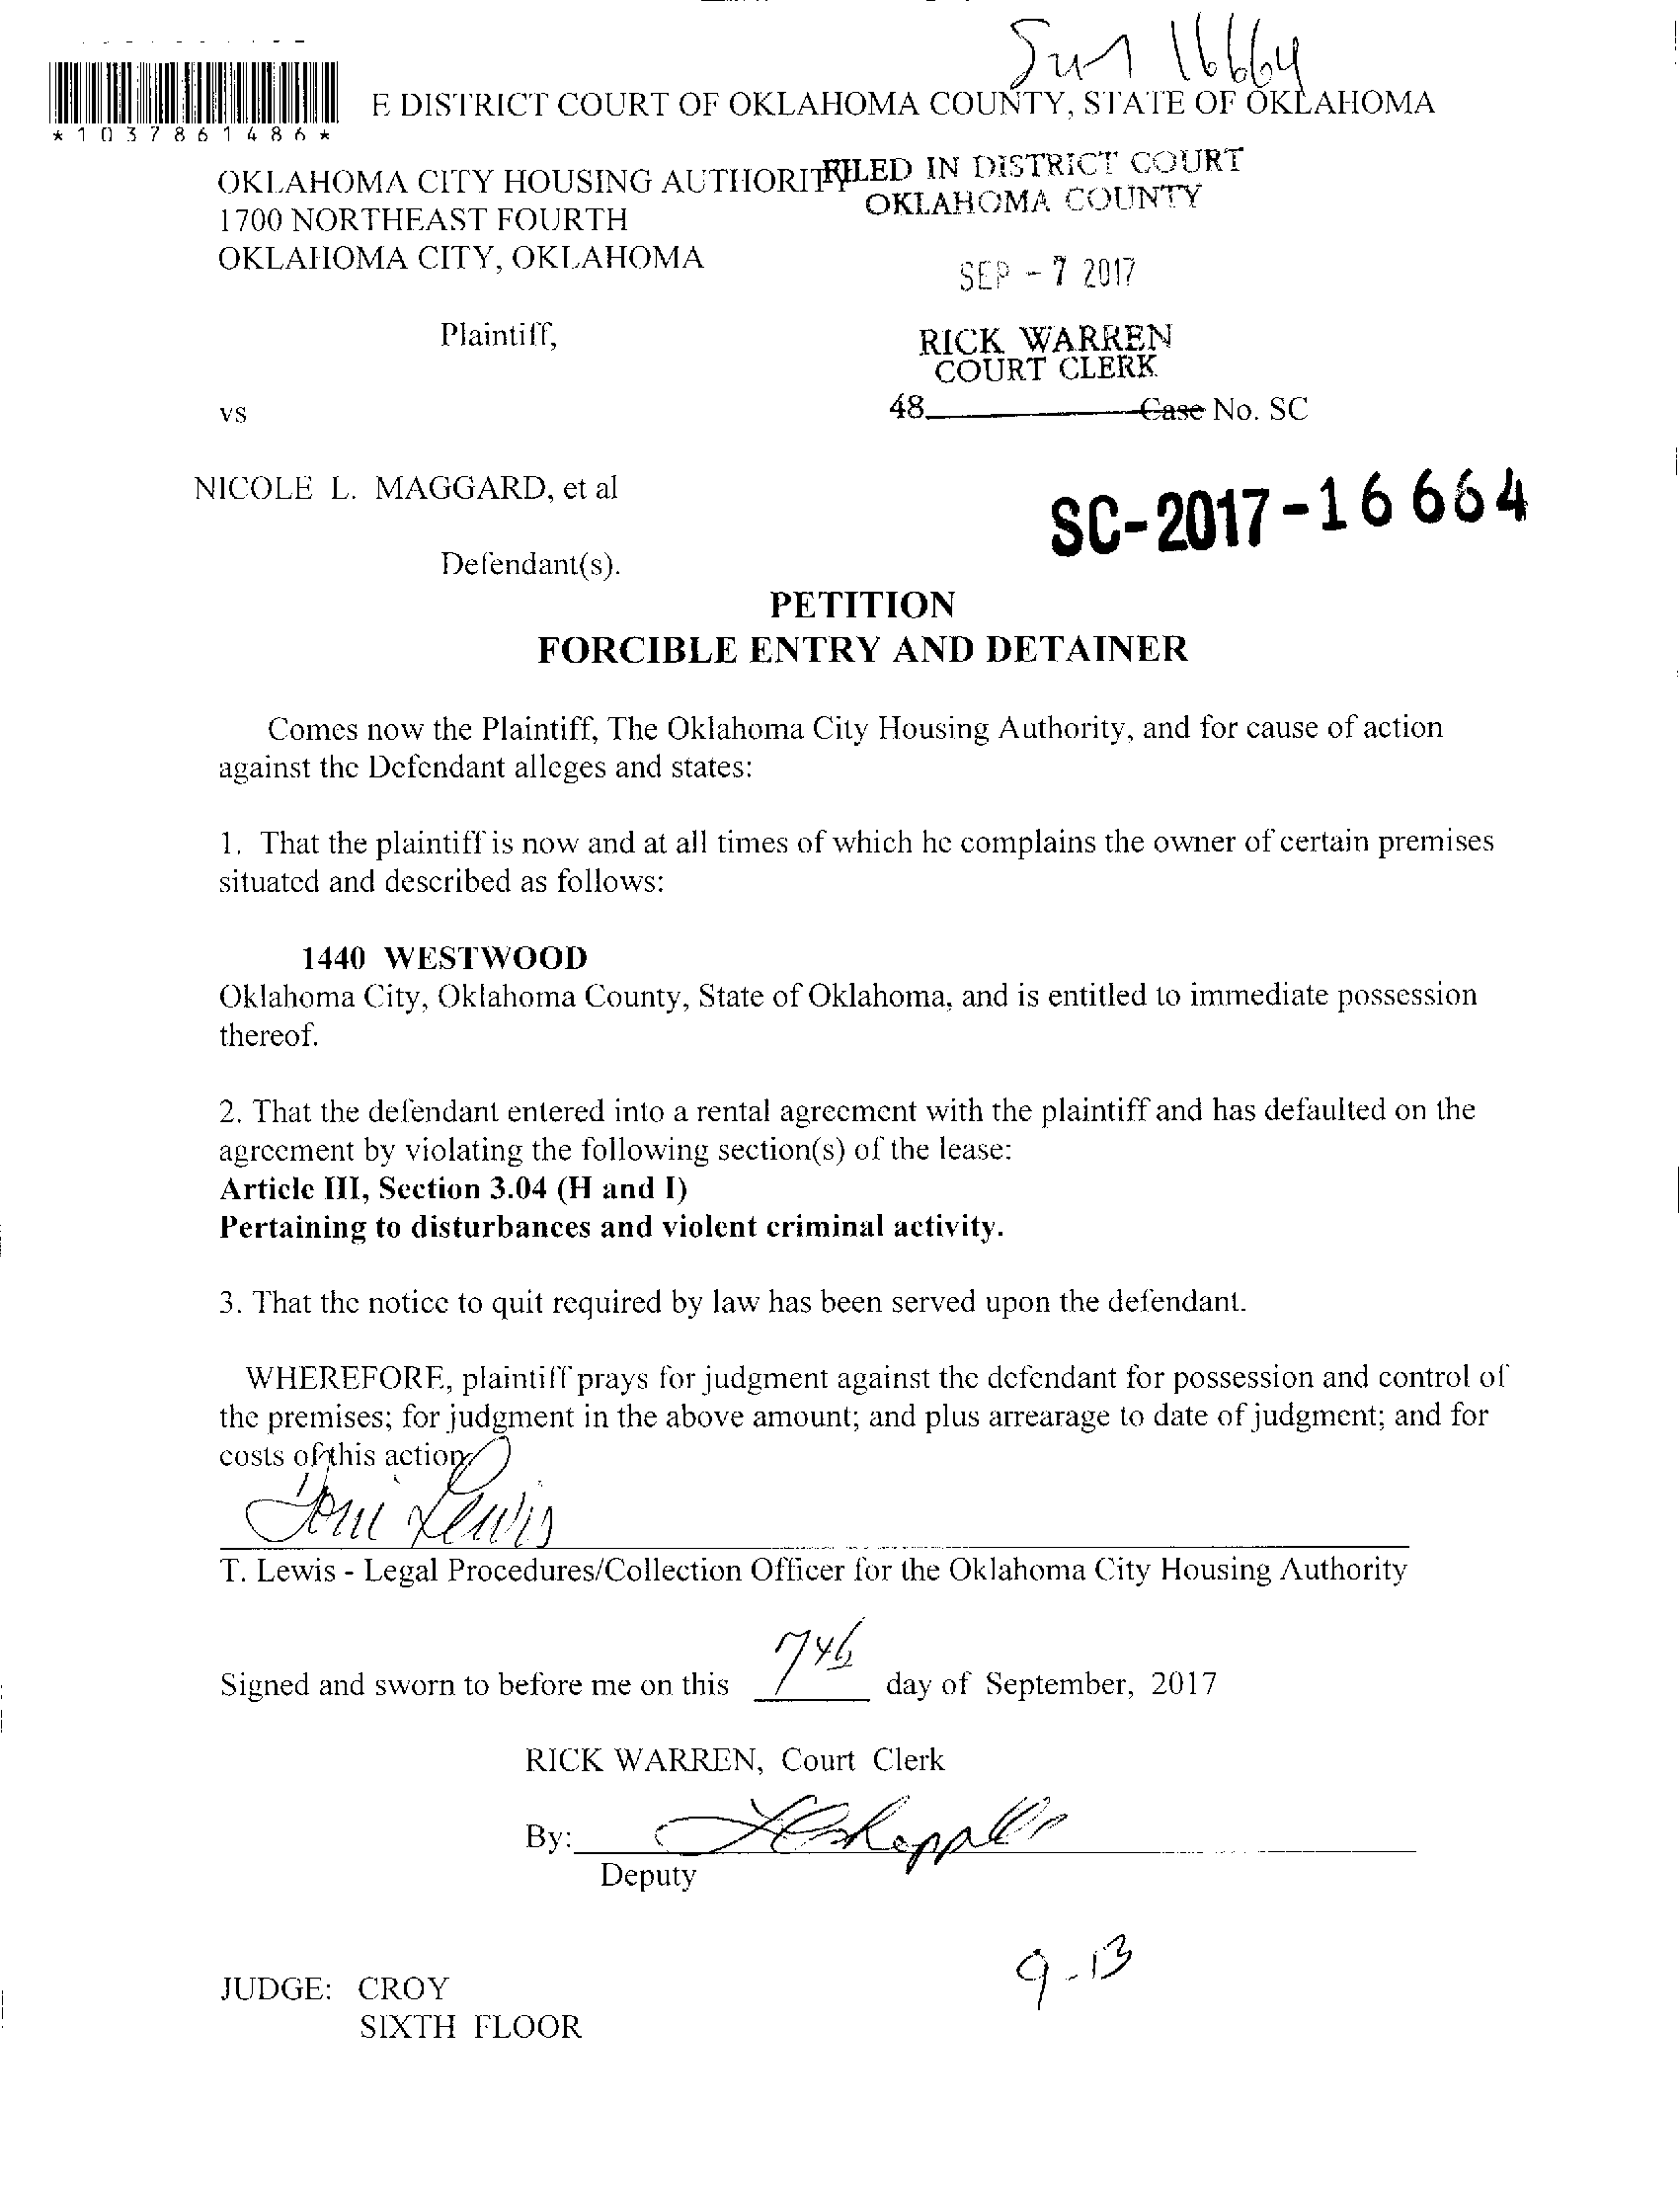 16664
E DISTRICT COURT OF OKLAHOMA COUNTY, STATE OF OKLAHOMA
*1037861486*
OKLAHOMA CITY HOUSING AUTHORITY
FILED IN DISTRICT COURT
OKLAHOMA COUNTY
1700 NORTHEAST FOURTH
OKLAHOMA CITY, OKLAHOMA
SEP - 7 2017
Plaintiff,
RICK WARREN
COURT CLERK
vs
48 Case No. SC
NICOLE L. MAGGARD, et al
SC-2017-16664
Defendant(s).
PETITION
FORCIBLE ENTRY AND DETAINER
Comes now the Plaintiff, The Oklahoma City Housing Authority, and for cause of action
against the Defendant alleges and states:
1. That the plaintiff is now and at all times of which he complains the owner of certain premises
situated and described as follows:
1440 WESTWOOD
Oklahoma City, Oklahoma County, State of Oklahoma, and is entitled to immediate possession
thereof.
2. That the defendant entered into a rental agreement with the plaintiff and has defaulted on the
agreement by violating the following section(s) of the lease:
Article III, Section 3.04 (H and I)
Pertaining to disturbances and violent criminal activity.
3. That the notice to quit required by law has been served upon the defendant.
WHEREFORE, plaintiff prays for judgment against the defendant for possession and control of
the premises; for judgment in the above amount; and plus arrearage to date of judgment; and for
costs of this action
Toni Lewis
T. Lewis - Legal Procedures/Collection Officer for the Oklahoma City Housing Authority
Signed and sworn to before me on this 7th day of September, 2017
RICK WARREN, Court Clerk
By:
Deputy
9-13
JUDGE: CROY
SIXTH FLOOR